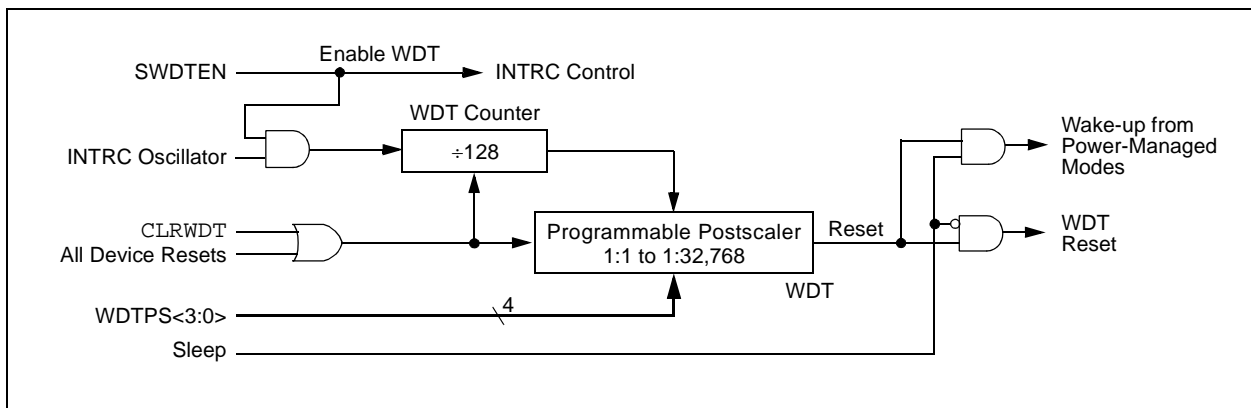 Enable WDT
SWDTEN
INTRC Control
WDT Counter
INTRC Oscillator
÷128
Wake-up from
Power-Managed
Modes
CLRWDT
All Device Resets
Programmable Postscaler
1:1 to 1:32,768
Reset
WDT
Reset
WDT
WDTPS<3:0>
4
Sleep